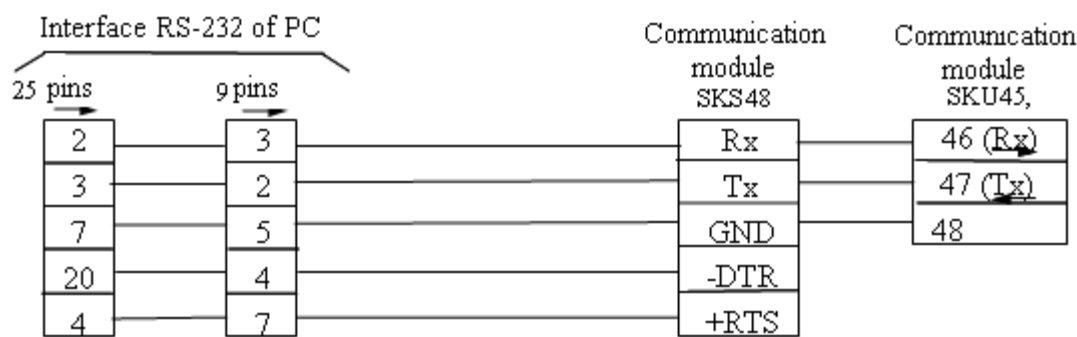 Interface RS-232 of PC
25 pins
9 pins
Communication
module
SKS48
Communication
module
SKU45,
2 3 Rx 46 (Rx)
3 2 Tx 47 (Tx)
7 5 GND 48
20 4 -DTR
4 7 +RTS